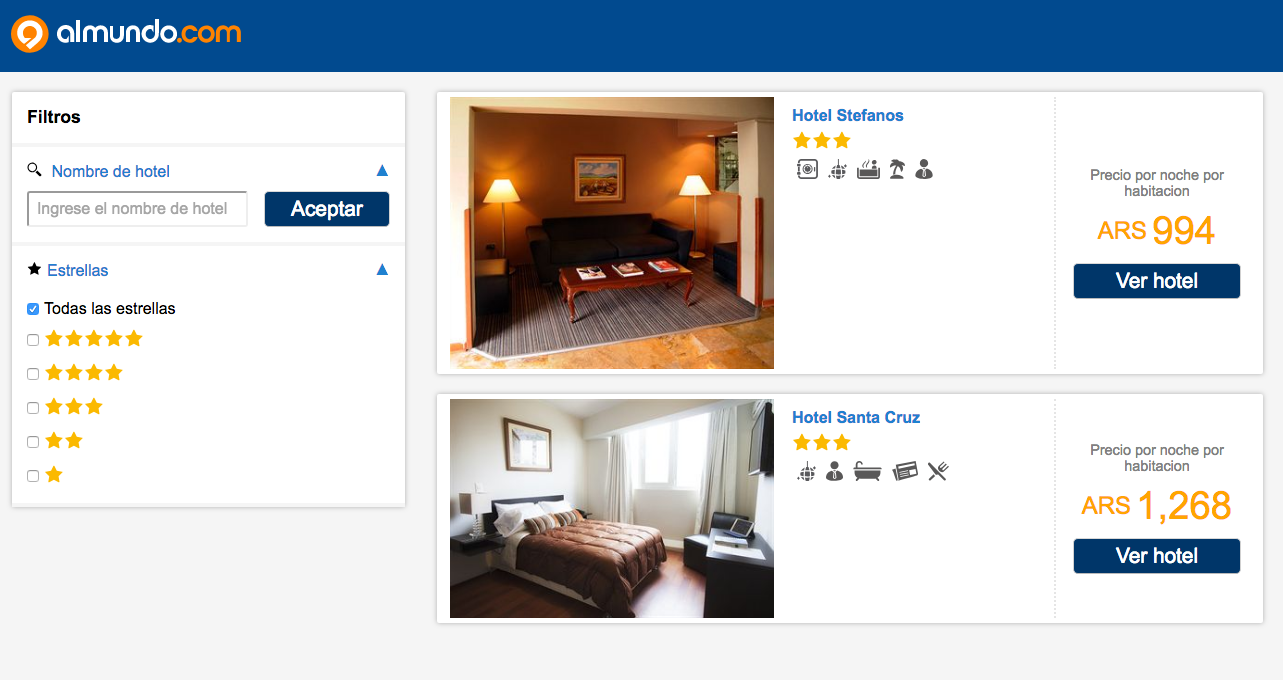 almundo.com
Filtros
Nombre de hotel
Ingrese el nombre de hotel
Aceptar
Estrellas
Todas las estrellas
Hotel Stefanos
Precio por noche por
habitacion
ARS 994
Ver hotel
Hotel Santa Cruz
Precio por noche por
habitacion
ARS 1,268
Ver hotel